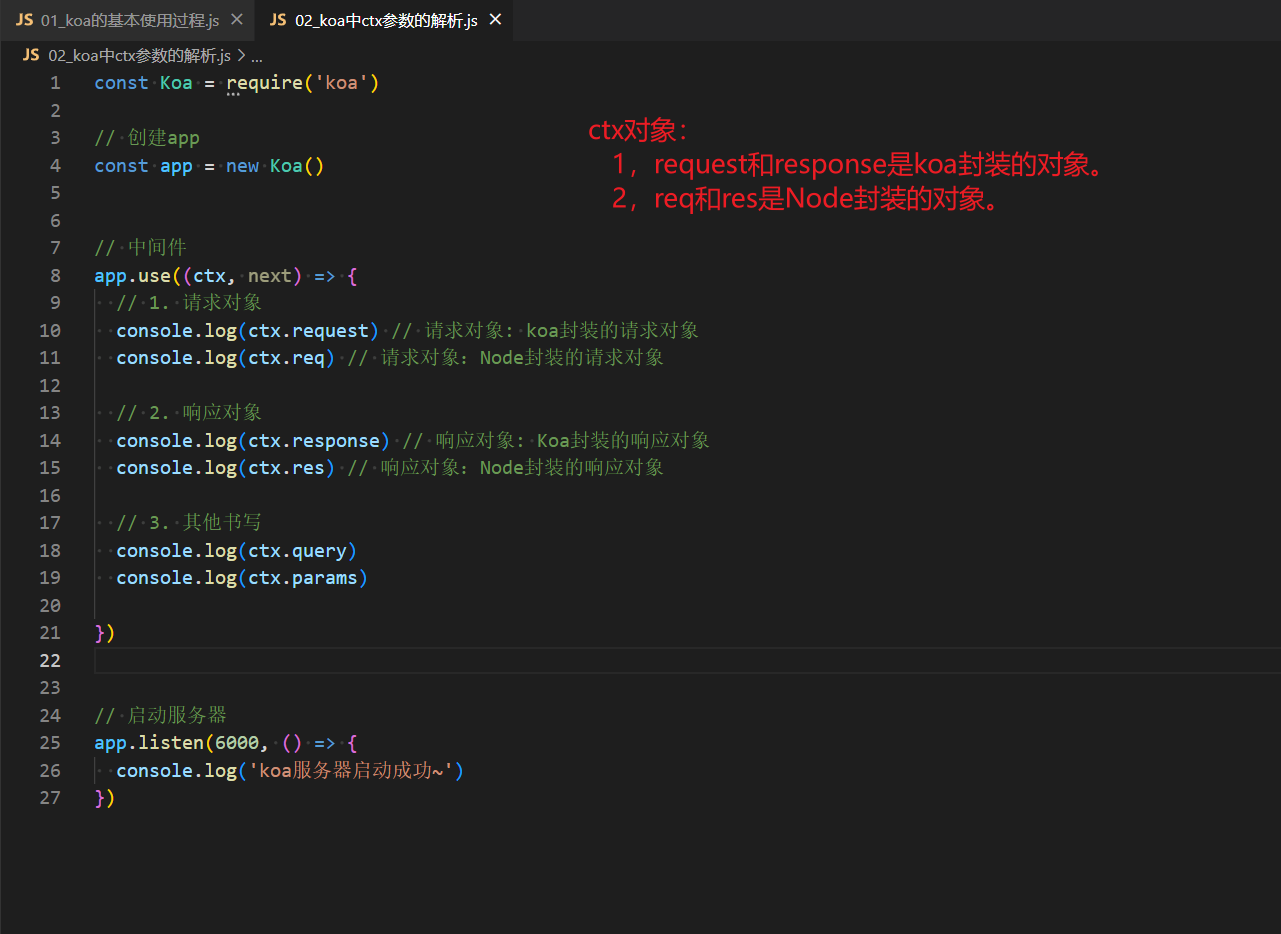 JS 01_koa的基本使用过程.js × JS 02_koa中ctx参数的解析.js ×
JS 02_koa中ctx参数的解析.js > ...
1 const Koa = require('koa')
2
3 // 创建app
4 const app = new Koa()
5
6
7 // 中间件
8 app.use((ctx, next) => {
9 // 1. 请求对象
10 console.log(ctx.request) // 请求对象: koa封装的请求对象
11 console.log(ctx.req) // 请求对象：Node封装的请求对象
12
13 // 2. 响应对象
14 console.log(ctx.response) // 响应对象: Koa封装的响应对象
15 console.log(ctx.res) // 响应对象：Node封装的响应对象
16
17 // 3. 其他书写
18 console.log(ctx.query)
19 console.log(ctx.params)
20
21 })
22
23
24 // 启动服务器
25 app.listen(6000, () => {
26 console.log('koa服务器启动成功~')
27 })
ctx对象：
1，request和response是koa封装的对象。
2，req和res是Node封装的对象。